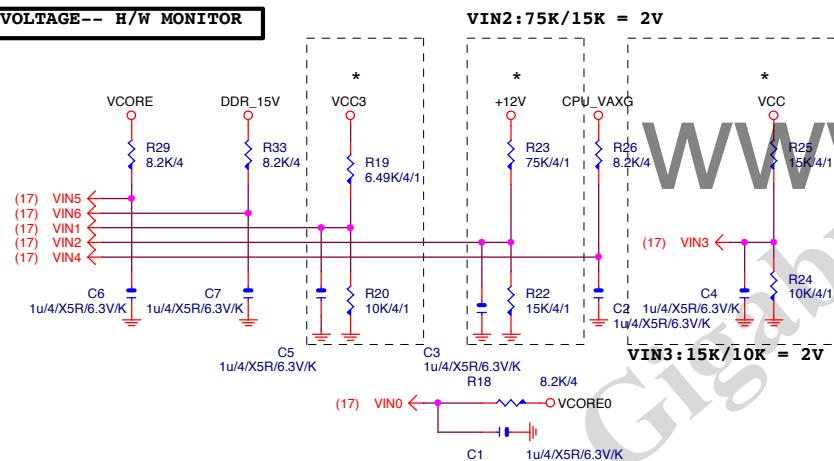 VOLTAGE-- H/W MONITOR
VIN2:75K/15K = 2V
* * *
VCORE DDR_15V VCC3 +12V CPU_VAXG VCC
www
R29 8.2K/4
R33 8.2K/4
R19 6.49K/4/1
R23 75K/4/1
R26 8.2K/4
R25 15K/4/1
(17) VIN5
(17) VIN6
(17) VIN1
(17) VIN2
(17) VIN4
(17) VIN3
C6 1u/4/X5R/6.3V/K
C7 1u/4/X5R/6.3V/K
R20 10K/4/1
R22 15K/4/1
C2 1u/4/X5R/6.3V/K
C4 1u/4/X5R/6.3V/K
R24 10K/4/1
C5 1u/4/X5R/6.3V/K
C3 1u/4/X5R/6.3V/K
VIN3:15K/10K = 2V
R18 8.2K/4
(17) VIN0 VCORE0
C1 1u/4/X5R/6.3V/K